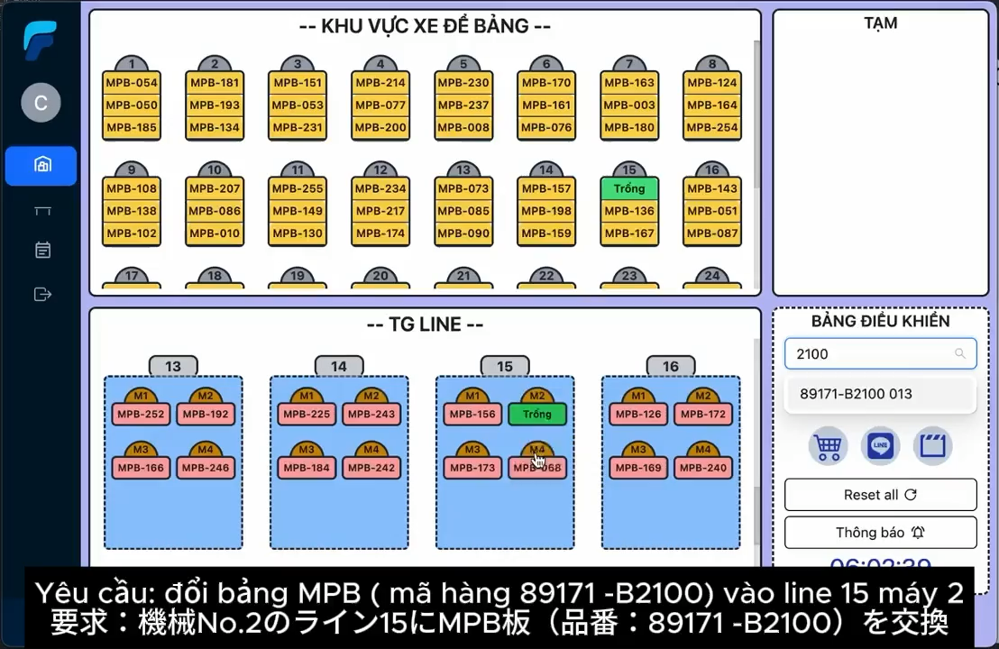 -- KHU VỰC XE ĐỂ BẢNG --
1 2 3 4 5 6 7 8
MPB-054 MPB-181 MPB-151 MPB-214 MPB-230 MPB-170 MPB-163 MPB-124
MPB-050 MPB-193 MPB-053 MPB-077 MPB-237 MPB-161 MPB-003 MPB-164
MPB-185 MPB-134 MPB-231 MPB-200 MPB-008 MPB-076 MPB-180 MPB-254
9 10 11 12 13 14 15 16
MPB-108 MPB-207 MPB-255 MPB-234 MPB-073 MPB-157 Trống MPB-143
MPB-138 MPB-086 MPB-149 MPB-217 MPB-085 MPB-198 MPB-136 MPB-051
MPB-102 MPB-010 MPB-130 MPB-174 MPB-090 MPB-159 MPB-167 MPB-087
17 18 19 20 21 22 23 24
TẠM
C
-- TG LINE --
13 14 15 16
M1 M2 M1 M2 M1 M2 M1 M2
MPB-252 MPB-192 MPB-225 MPB-243 MPB-156 Trống MPB-126 MPB-172
M3 M4 M3 M4 M3 M4 M3 M4
MPB-166 MPB-246 MPB-184 MPB-242 MPB-173 MPB-068 MPB-169 MPB-240
BẢNG ĐIỀU KHIỂN
2100
89171-B2100 013
LINE
Reset all
Thông báo
06:02:39
Yêu cầu: đổi bảng MPB ( mã hàng 89171 -B2100) vào line 15 máy 2
要求：機械No.2のライン15にMPB板（品番：89171 -B2100）を交換